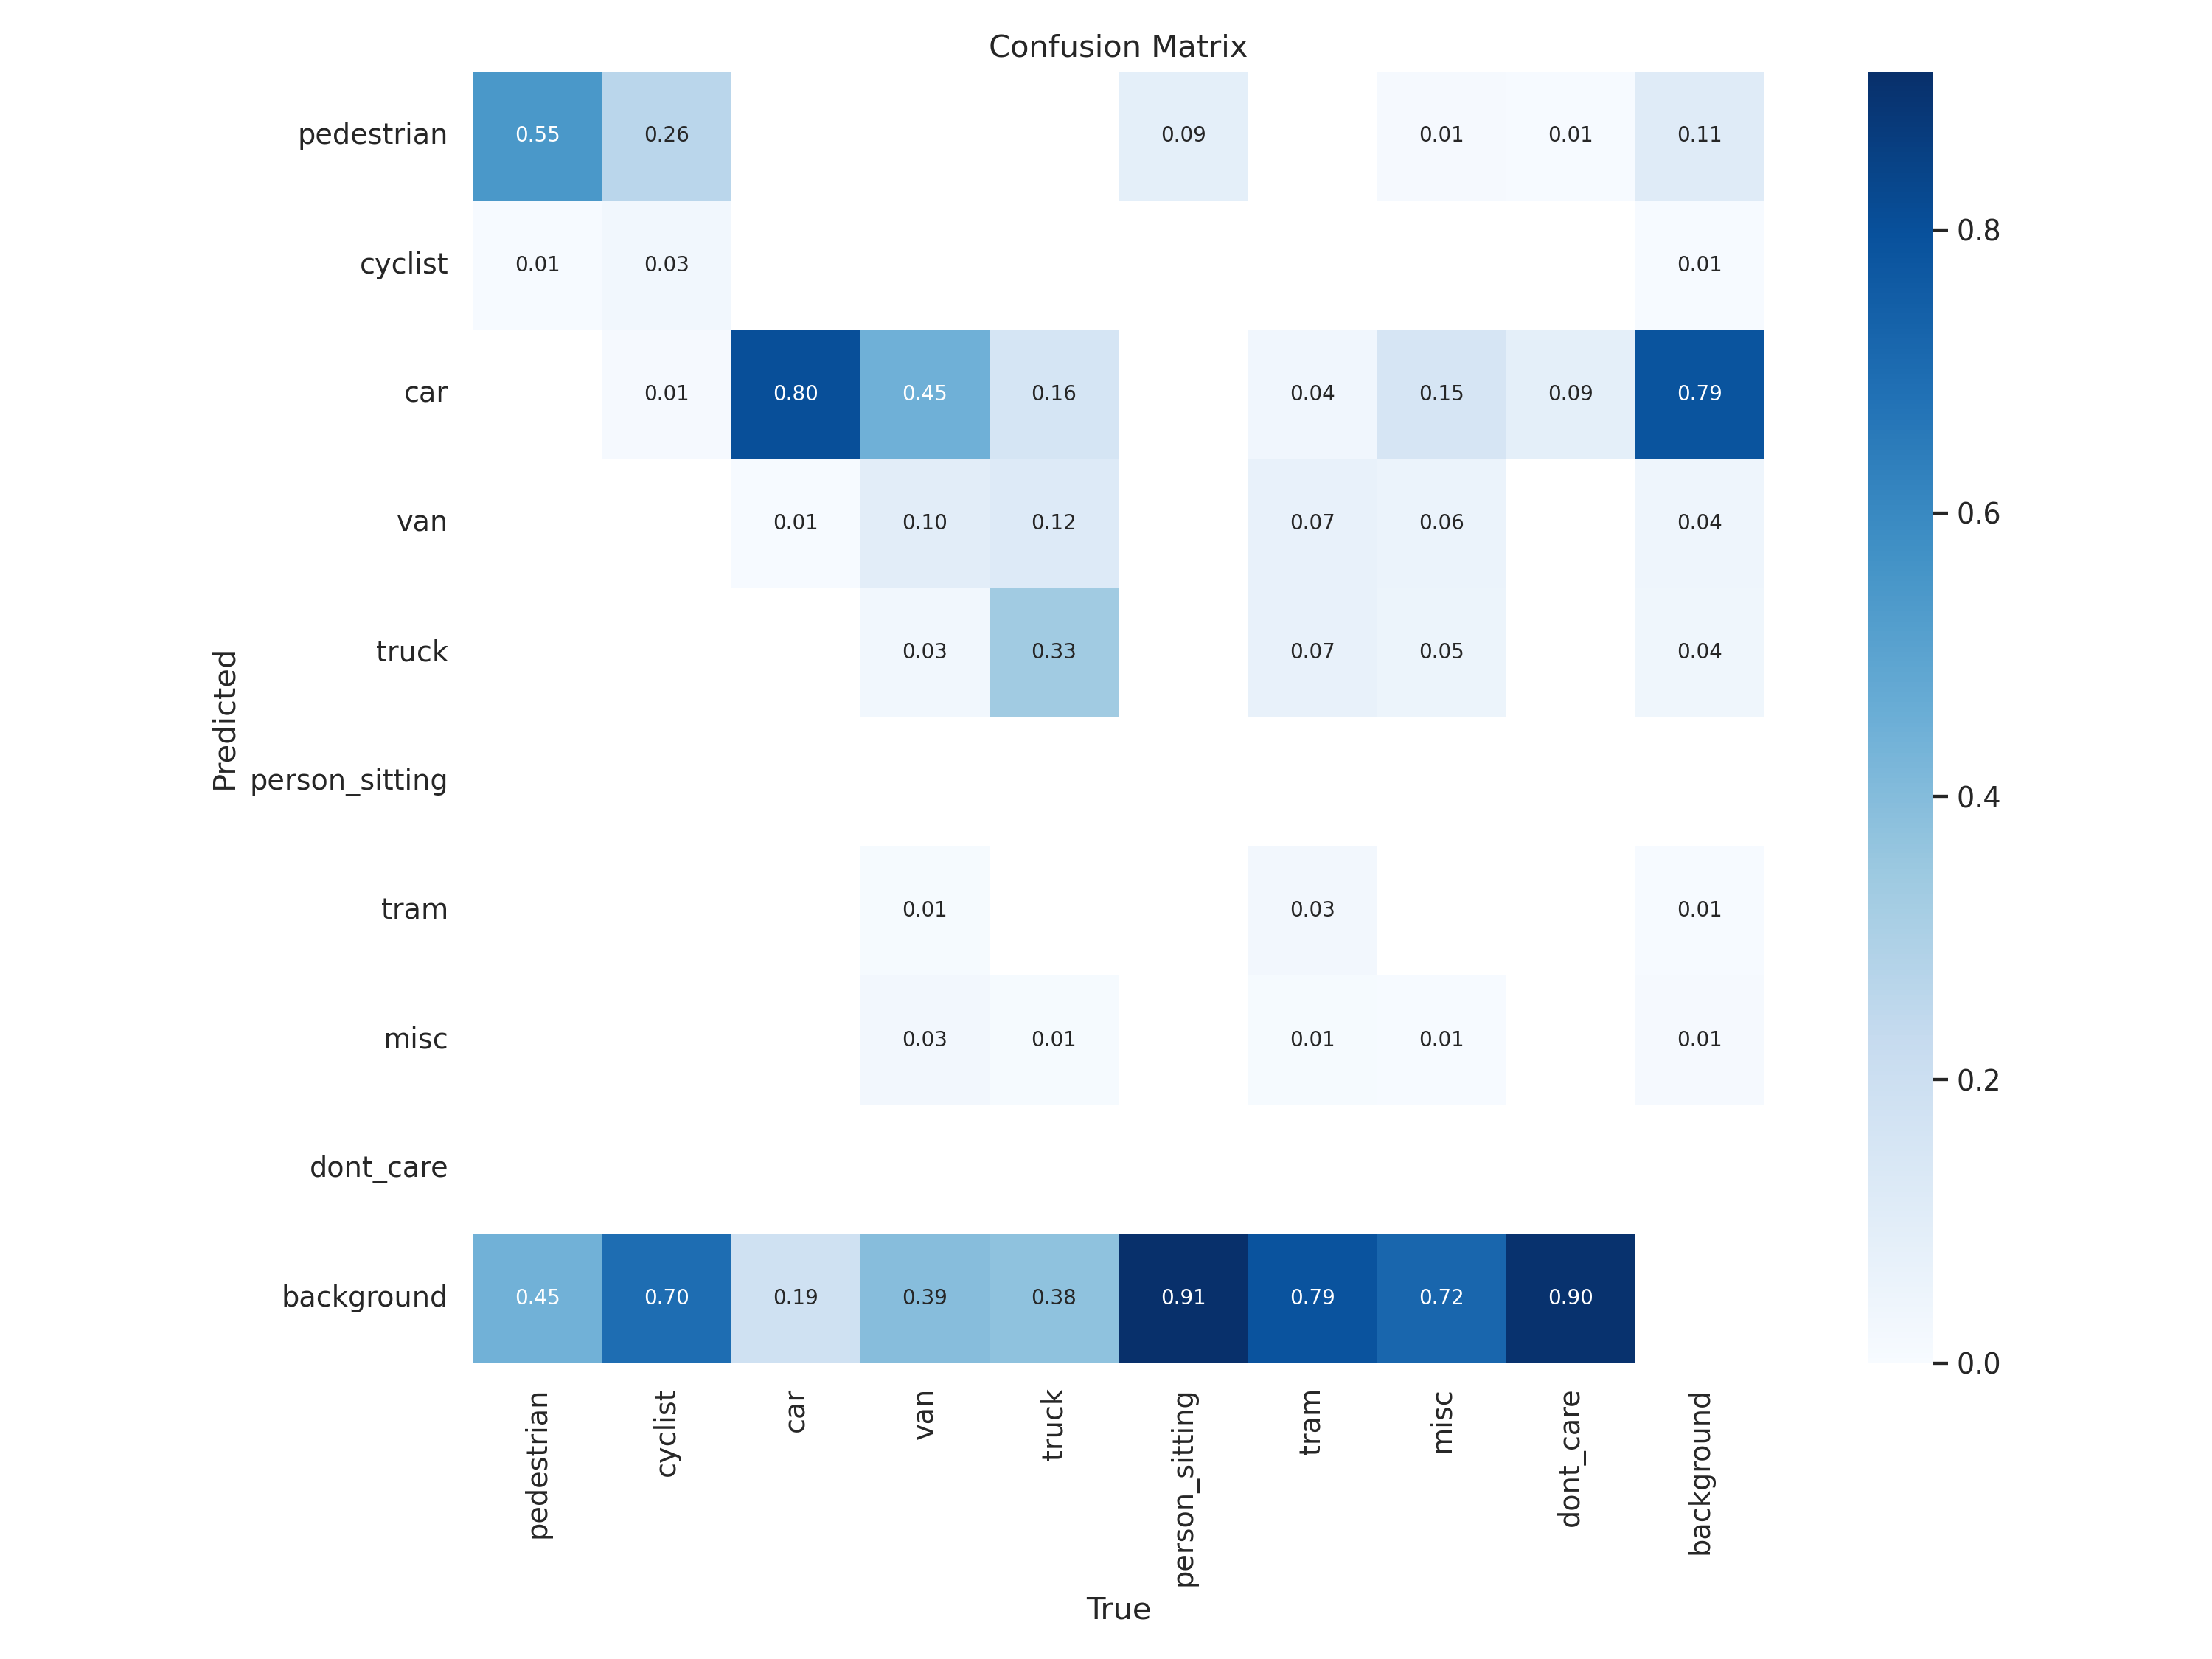 Confusion Matrix
pedestrian 0.55 0.26 0.09 0.01 0.01 0.11
cyclist 0.01 0.03 0.01
car 0.01 0.80 0.45 0.16 0.04 0.15 0.09 0.79
van 0.01 0.10 0.12 0.07 0.06 0.04
truck 0.03 0.33 0.07 0.05 0.04
person_sitting
tram 0.01 0.03 0.01
misc 0.03 0.01 0.01 0.01 0.01
dont_care
background 0.45 0.70 0.19 0.39 0.38 0.91 0.79 0.72 0.90
Predicted
pedestrian
cyclist
car
van
truck
person_sitting
tram
misc
dont_care
background
True
0.8
0.6
0.4
0.2
0.0